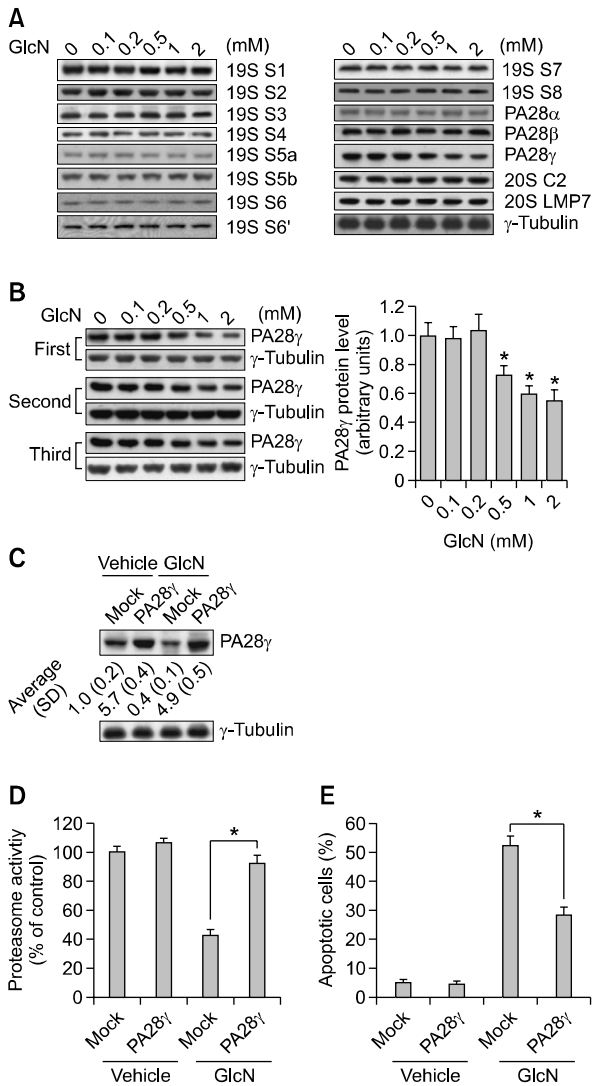 A
GlcN 0 0.1 0.2 0.5 1 2 (mM)
19S S1
19S S2
19S S3
19S S4
19S S5a
19S S5b
19S S6
19S S6'
0 0.1 0.2 0.5 1 2 (mM)
19S S7
19S S8
PA28α
PA28β
PA28γ
20S C2
20S LMP7
γ-Tubulin
B
GlcN 0 0.1 0.2 0.5 1 2 (mM)
First
PA28γ
γ-Tubulin
Second
PA28γ
γ-Tubulin
Third
PA28γ
γ-Tubulin
PA28γ protein level
(arbitrary units)
1.2
1.0
0.8
0.6
0.4
0.2
0
* * *
0 0.1 0.2 0.5 1 2
GlcN (mM)
C
Vehicle GlcN
Mock PA28γ Mock PA28γ
PA28γ
Average
(SD)
1.0 (0.2) 5.7 (0.4) 0.4 (0.1) 4.9 (0.5)
γ-Tubulin
D
Proteasome activtiy
(% of control)
120
100
80
60
40
20
0
*
Mock PA28γ Mock PA28γ
Vehicle GlcN
E
Apoptotic cells (%)
60
50
40
30
20
10
0
*
Mock PA28γ Mock PA28γ
Vehicle GlcN